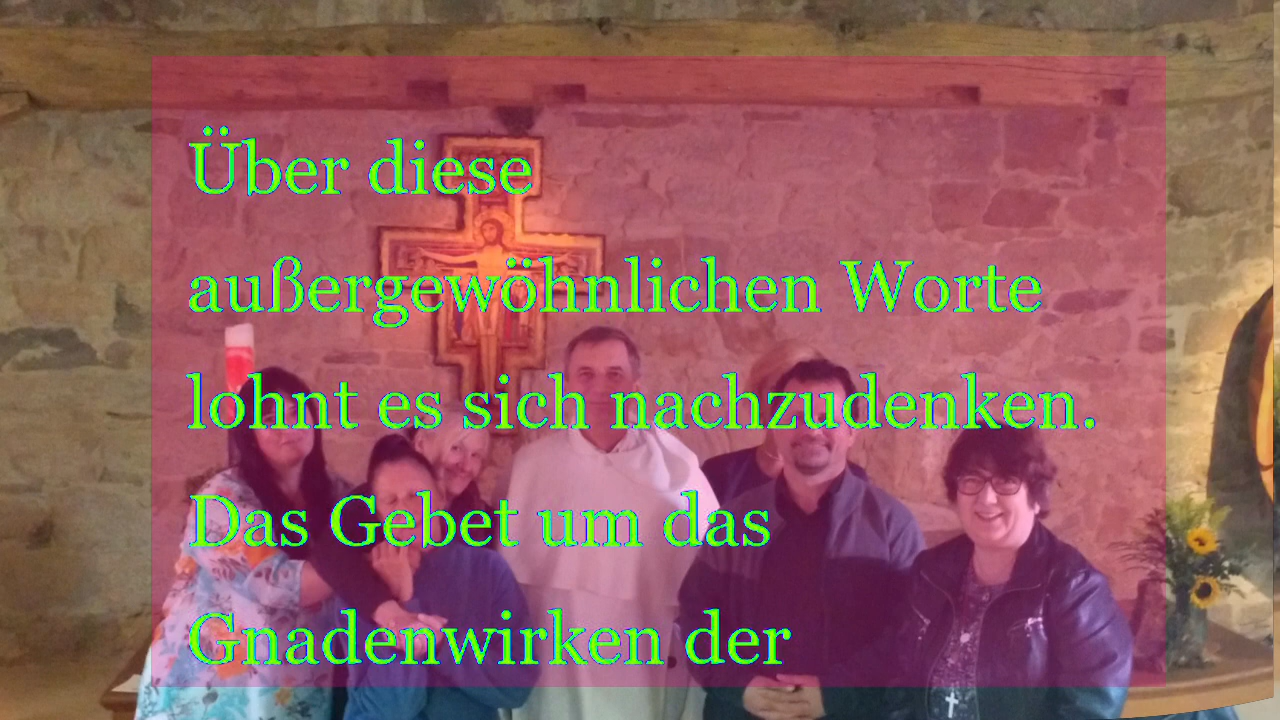 Über diese
außergewöhnlichen Worte
lohnt es sich nachzudenken.
Das Gebet um das
Gnadenwirken der